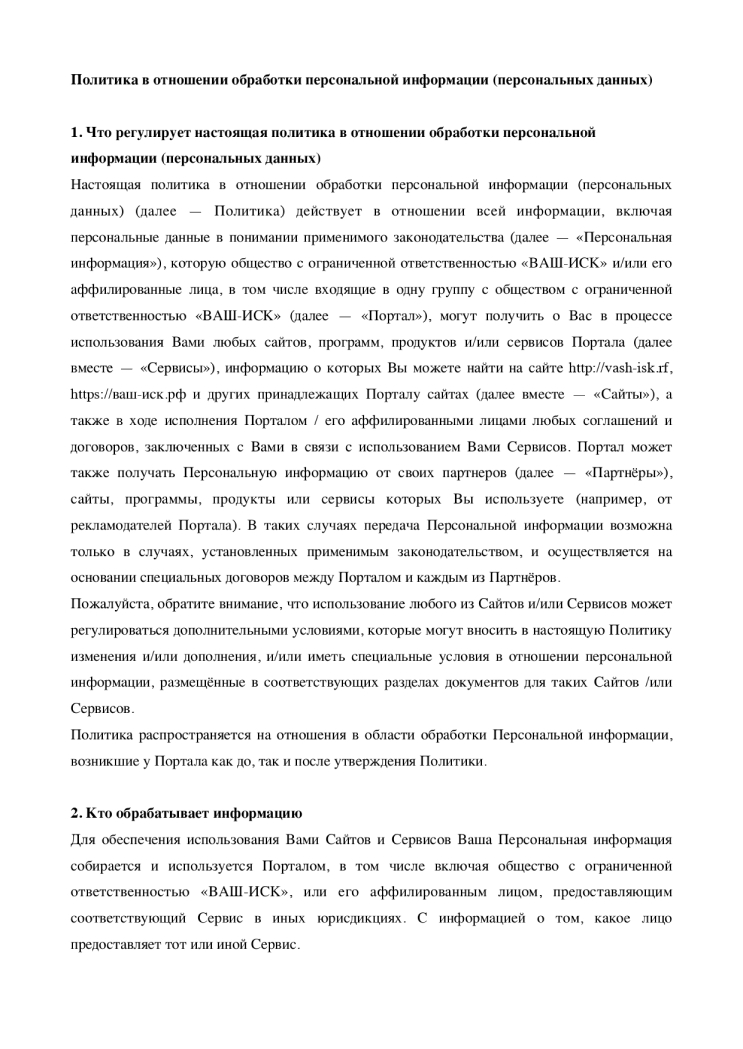 Политика в отношении обработки персональной информации (персональных данных)
1. Что регулирует настоящая политика в отношении обработки персональной
информации (персональных данных)
Настоящая политика в отношении обработки персональной информации (персональных
данных) (далее — Политика) действует в отношении всей информации, включая
персональные данные в понимании применимого законодательства (далее — «Персональная
информация»), которую общество с ограниченной ответственностью «ВАШ-ИСК» и/или его
аффилированные лица, в том числе входящие в одну группу с обществом с ограниченной
ответственностью «ВАШ-ИСК» (далее — «Портал»), могут получить о Вас в процессе
использования Вами любых сайтов, программ, продуктов и/или сервисов Портала (далее
вместе — «Сервисы»), информацию о которых Вы можете найти на сайте http://vash-isk.rf,
https://ваш-иск.рф и других принадлежащих Порталу сайтах (далее вместе — «Сайты»), а
также в ходе исполнения Порталом / его аффилированными лицами любых соглашений и
договоров, заключенных с Вами в связи с использованием Вами Сервисов. Портал может
также получать Персональную информацию от своих партнеров (далее — «Партнёры»),
сайты, программы, продукты или сервисы которых Вы используете (например, от
рекламодателей Портала). В таких случаях передача Персональной информации возможна
только в случаях, установленных применимым законодательством, и осуществляется на
основании специальных договоров между Порталом и каждым из Партнёров.
Пожалуйста, обратите внимание, что использование любого из Сайтов и/или Сервисов может
регулироваться дополнительными условиями, которые могут вносить в настоящую Политику
изменения и/или дополнения, и/или иметь специальные условия в отношении персональной
информации, размещённые в соответствующих разделах документов для таких Сайтов /или
Сервисов.
Политика распространяется на отношения в области обработки Персональной информации,
возникшие у Портала как до, так и после утверждения Политики.
2. Кто обрабатывает информацию
Для обеспечения использования Вами Сайтов и Сервисов Ваша Персональная информация
собирается и используется Порталом, в том числе включая общество с ограниченной
ответственностью «ВАШ-ИСК», или его аффилированным лицом, предоставляющим
соответствующий Сервис в иных юрисдикциях. С информацией о том, какое лицо
предоставляет тот или иной Сервис.